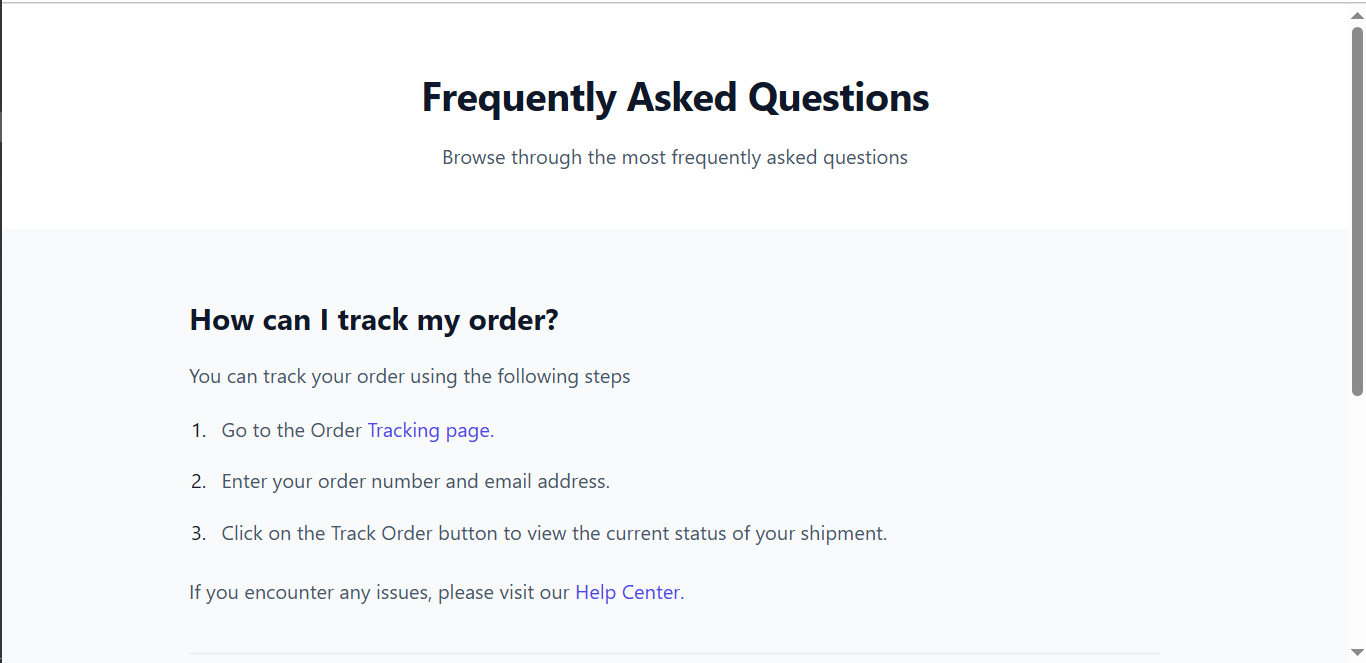 Frequently Asked Questions
Browse through the most frequently asked questions
How can I track my order?
You can track your order using the following steps
1. Go to the Order Tracking page.
2. Enter your order number and email address.
3. Click on the Track Order button to view the current status of your shipment.
If you encounter any issues, please visit our Help Center.